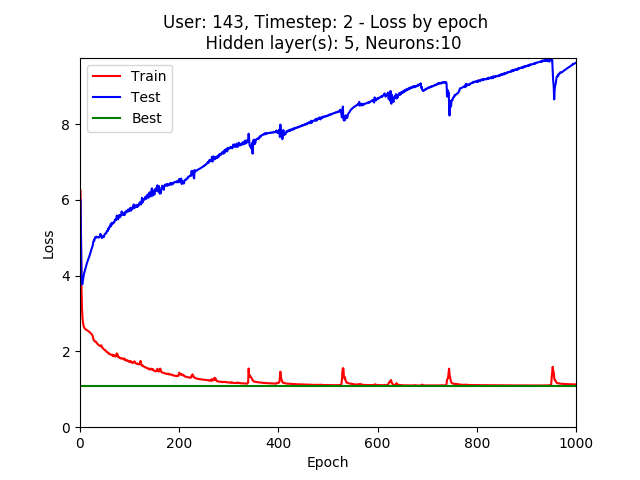 User: 143, Timestep: 2 - Loss by epoch
Hidden layer(s): 5, Neurons:10
Train
Test
Best
8
6
4
2
0
Loss
0 200 400 600 800 1000
Epoch